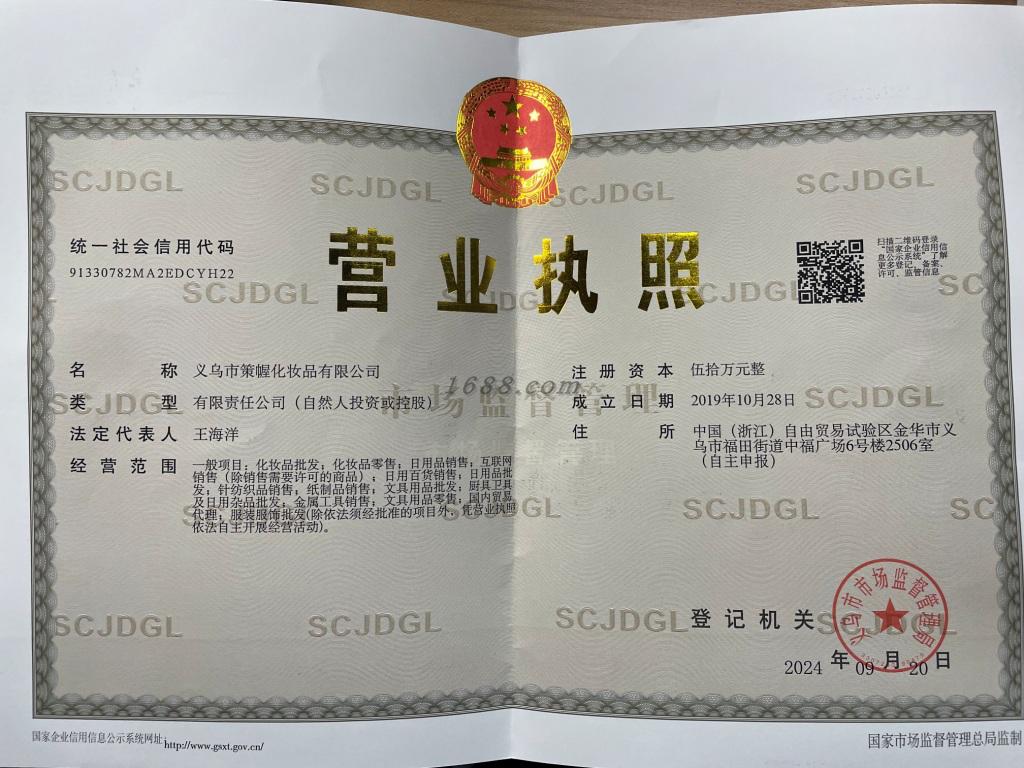 SCJDGL SCJDGL SCJDGL SCJDGL
统一社会信用代码
91330782MA2EDCYH22
营业执照
扫描二维码登录
“国家企业信用信
息公示系统”了解
更多登记、备案、
许可、监管信息
SCJDGL
名称 义乌市策幄化妆品有限公司
类型 有限责任公司（自然人投资或控股）
法定代表人 王海洋
经营范围 一般项目：化妆品批发；化妆品零售；日用品销售；互联网
销售（除销售需要许可的商品）；日用百货销售；日用品批
发；针纺织品销售；纸制品销售；文具用品批发；厨具卫具
及日用杂品批发；金属工具销售；文具用品零售；国内贸易
代理；服装服饰批发(除依法须经批准的项目外，凭营业执照
依法自主开展经营活动)。
1688.com
市场监督管理
注册资本 伍拾万元整
成立日期 2019年10月28日
住所 中国（浙江）自由贸易试验区金华市义
乌市福田街道中福广场6号楼2506室
（自主申报）
SCJDGL
SCJDGL
SCJDGL SCJDGL SCJDGL
登记机关
义乌市市场监督管理局
2024年09月20日
国家企业信用信息公示系统网址：http://www.gsxt.gov.cn/
国家市场监督管理总局监制